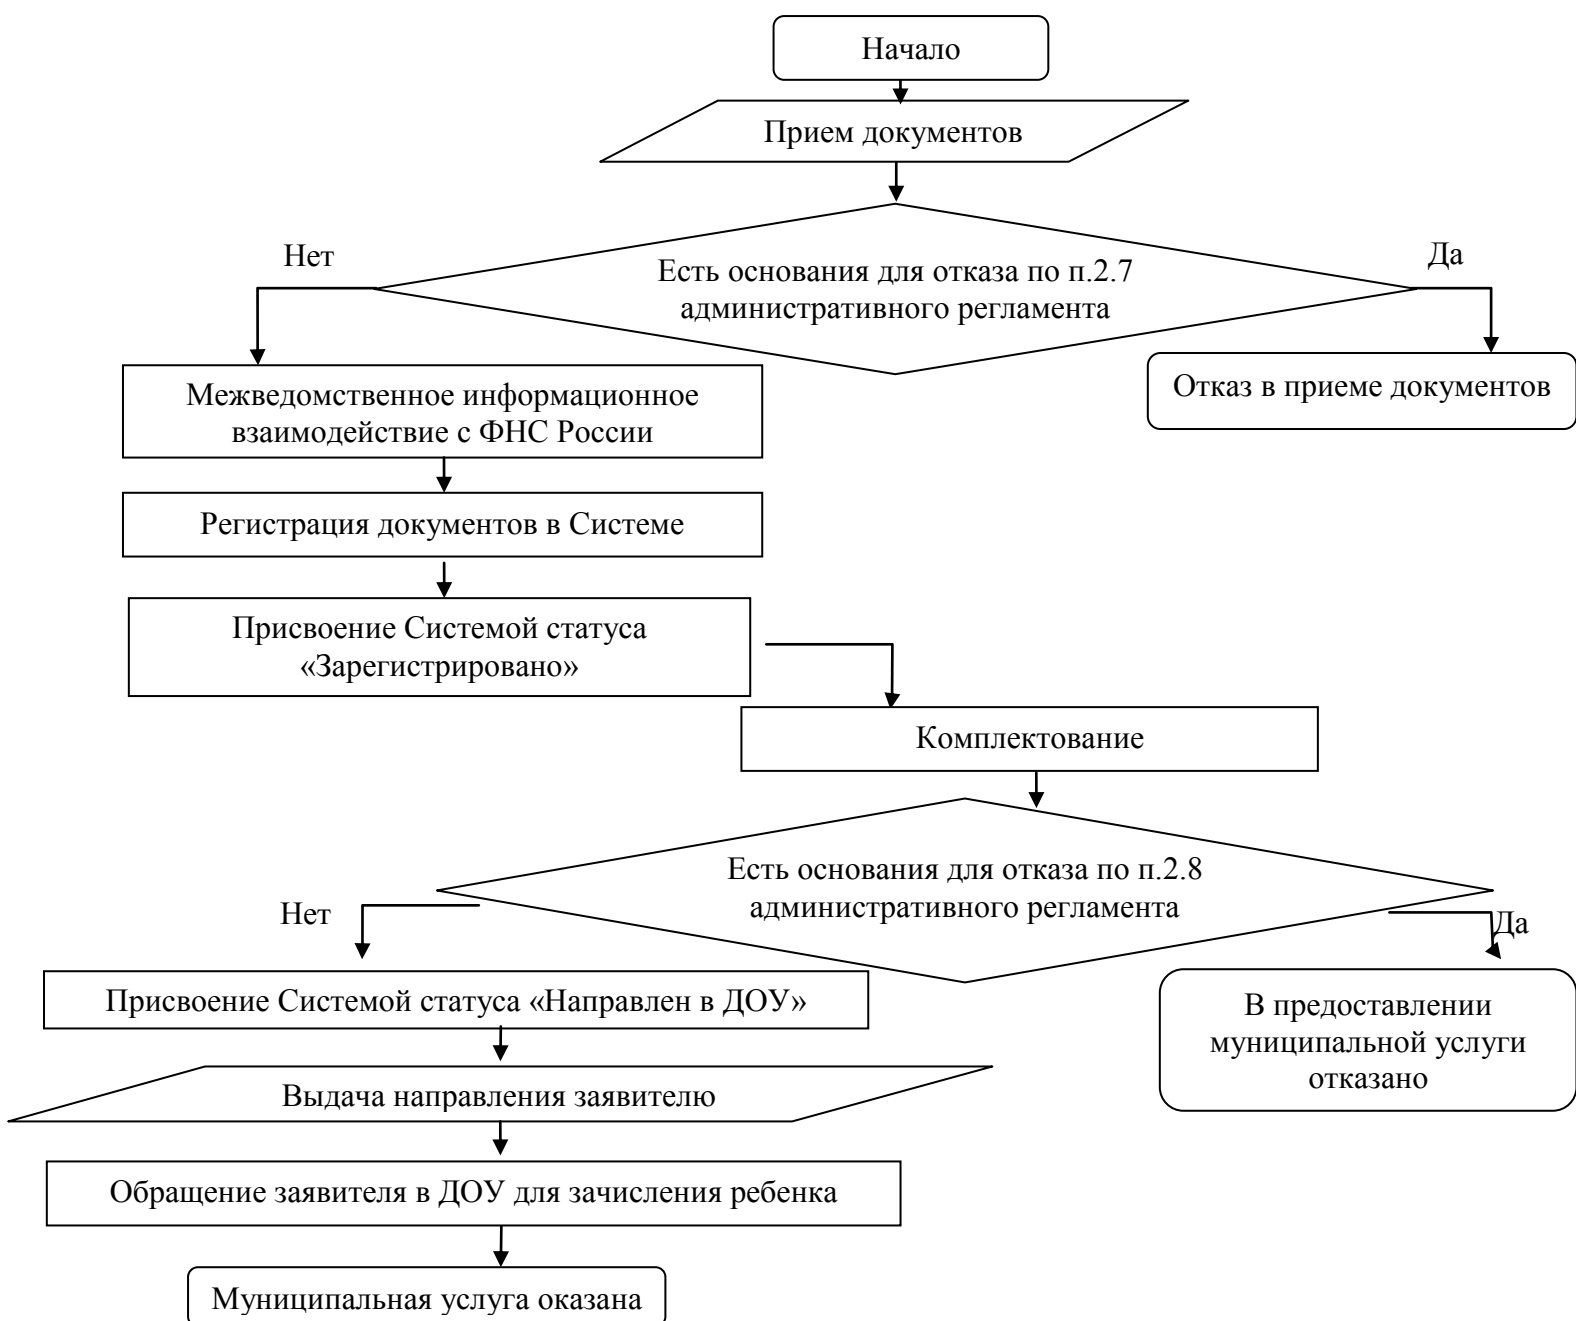 Начало
Прием документов
Нет
Да
Есть основания для отказа по п.2.7
административного регламента
Отказ в приеме документов
Межведомственное информационное
взаимодействие с ФНС России
Регистрация документов в Системе
Присвоение Системой статуса
«Зарегистрировано»
Комплектование
Есть основания для отказа по п.2.8
административного регламента
Нет
Да
Присвоение Системой статуса «Направлен в ДОУ»
В предоставлении
муниципальной услуги
отказано
Выдача направления заявителю
Обращение заявителя в ДОУ для зачисления ребенка
Муниципальная услуга оказана